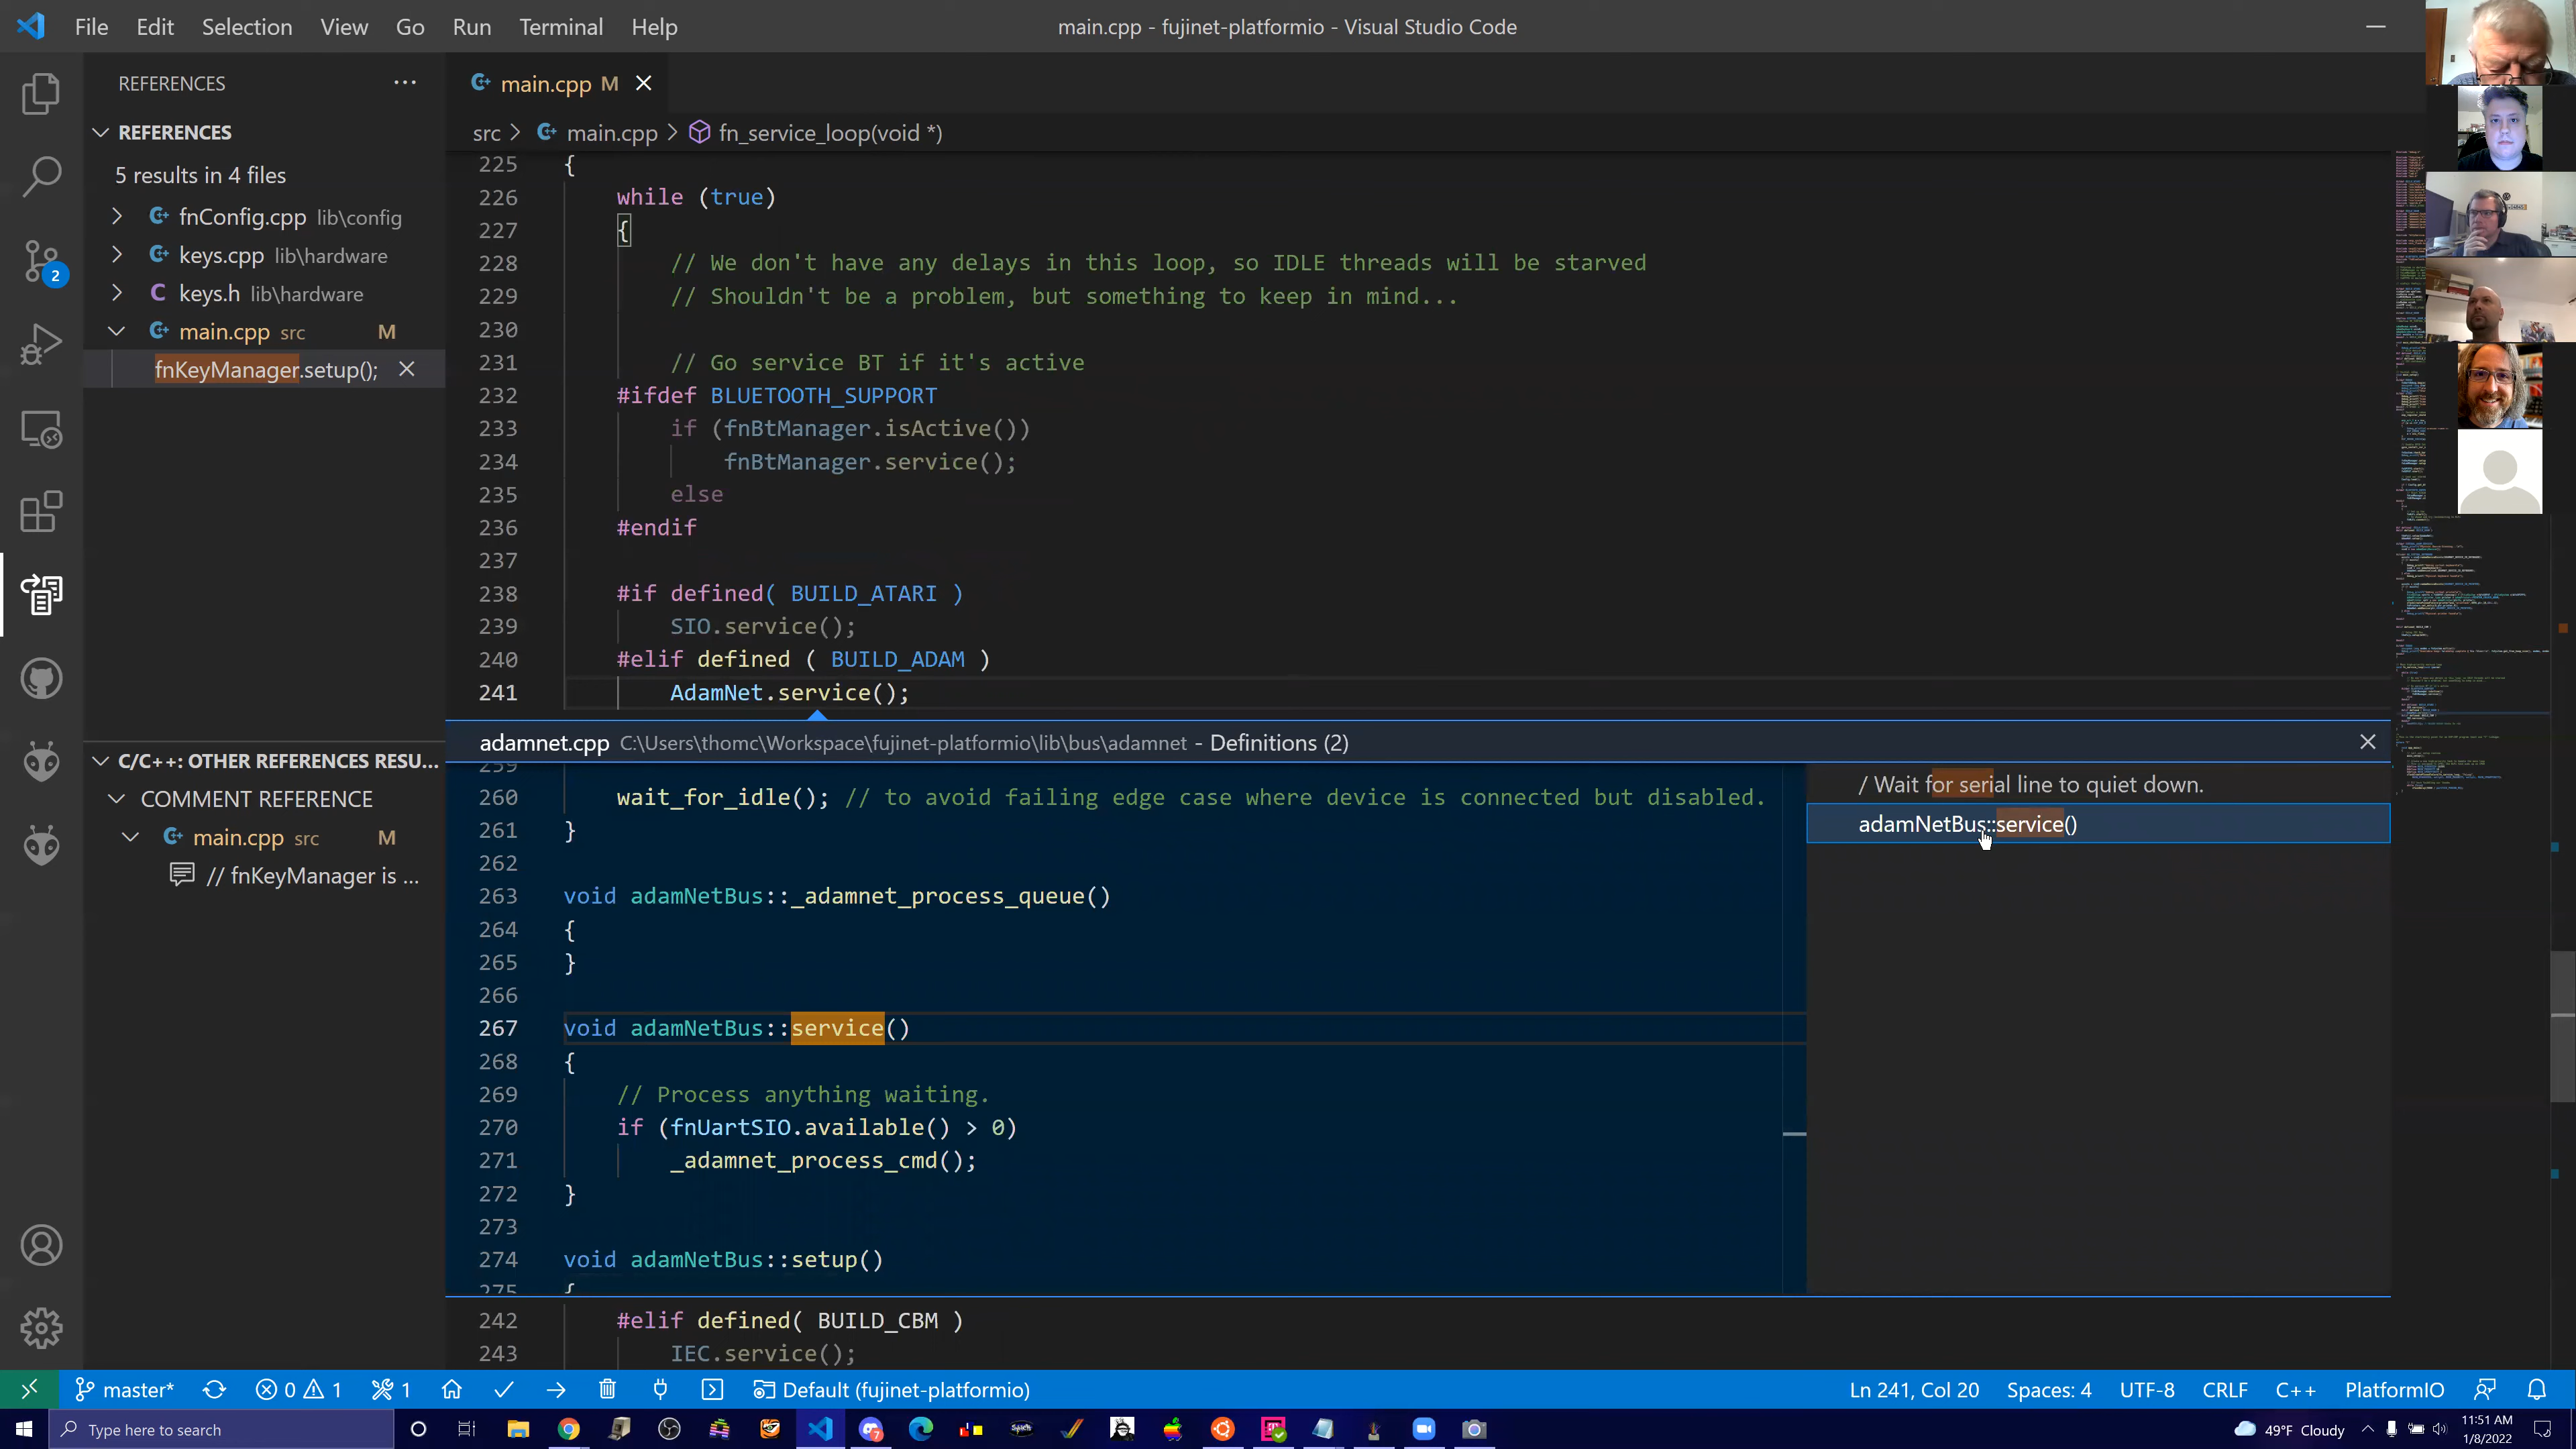 File Edit Selection View Go Run Terminal Help
main.cpp - fujinet-platformio - Visual Studio Code
REFERENCES
main.cpp M
REFERENCES
src > main.cpp > fn_service_loop(void *)
5 results in 4 files
fnConfig.cpp lib\config
keys.cpp lib\hardware
keys.h lib\hardware
main.cpp src M
fnKeyManager.setup();
225 {
226 while (true)
227 {
228 // We don't have any delays in this loop, so IDLE threads will be starved
229 // Shouldn't be a problem, but something to keep in mind...
230
231 // Go service BT if it's active
232 #ifdef BLUETOOTH_SUPPORT
233 if (fnBtManager.isActive())
234 fnBtManager.service();
235 else
236 #endif
237
238 #if defined( BUILD_ATARI )
239 SIO.service();
240 #elif defined ( BUILD_ADAM )
241 AdamNet.service();
C/C++: OTHER REFERENCES RESU...
COMMENT REFERENCE
main.cpp src M
// fnKeyManager is ...
adamnet.cpp C:\Users\thomc\Workspace\fujinet-platformio\lib\bus\adamnet - Definitions (2)
259
260 wait_for_idle(); // to avoid failing edge case where device is connected but disabled.
261 }
262
263 void adamNetBus::_adamnet_process_queue()
264 {
265 }
266
267 void adamNetBus::service()
268 {
269 // Process anything waiting.
270 if (fnUartSIO.available() > 0)
271 _adamnet_process_cmd();
272 }
273
274 void adamNetBus::setup()
275 {
/ Wait for serial line to quiet down.
adamNetBus::service()
242 #elif defined( BUILD_CBM )
243 IEC.service();
2
master* 0 1 1 Default (fujinet-platformio)
Ln 241, Col 20 Spaces: 4 UTF-8 CRLF C++ PlatformIO
Type here to search
49°F Cloudy
11:51 AM
1/8/2022